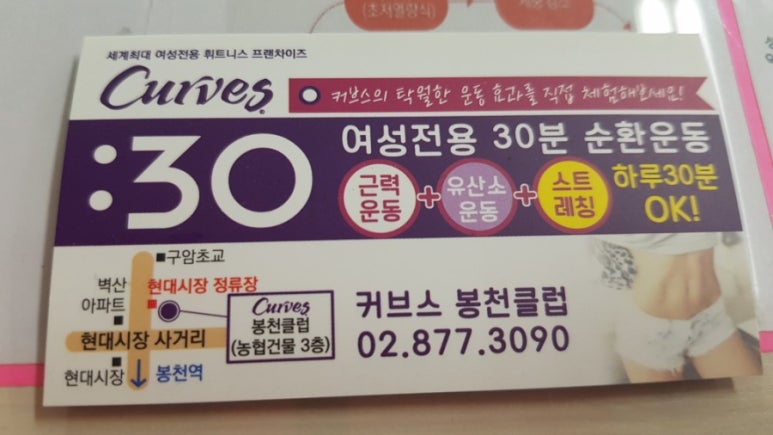 (초저열량식)
세계최대 여성전용 휘트니스 프랜차이즈
Curves
커브스의 탁월한 운동 효과를 직접 체험해보세요!
:30
여성전용 30분 순환운동
근력
운동
+
유산소
운동
+
스트
레칭
하루30분
OK!
구암초교
벽산
아파트
현대시장 정류장
Curves
봉천클럽
(농협건물 3층)
현대시장 사거리
현대시장
봉천역
커브스 봉천클럽
02.877.3090